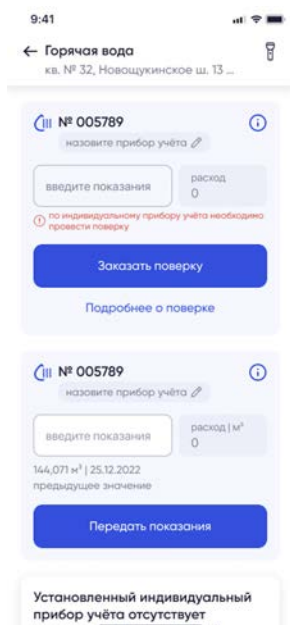 9:41
← Горячая вода
кв. № 32, Новощукинское ш. 13 ...
№ 005789
назовите прибор учёта
введите показания
расход
0
по индивидуальному прибору учёта необходимо
провести поверку
Заказать поверку
Подробнее о поверке
№ 005789
назовите прибор учёта
введите показания
расход | м³
0
144,071 м³ | 25.12.2022
предыдущее значение
Передать показания
Установленный индивидуальный
прибор учёта отсутствует